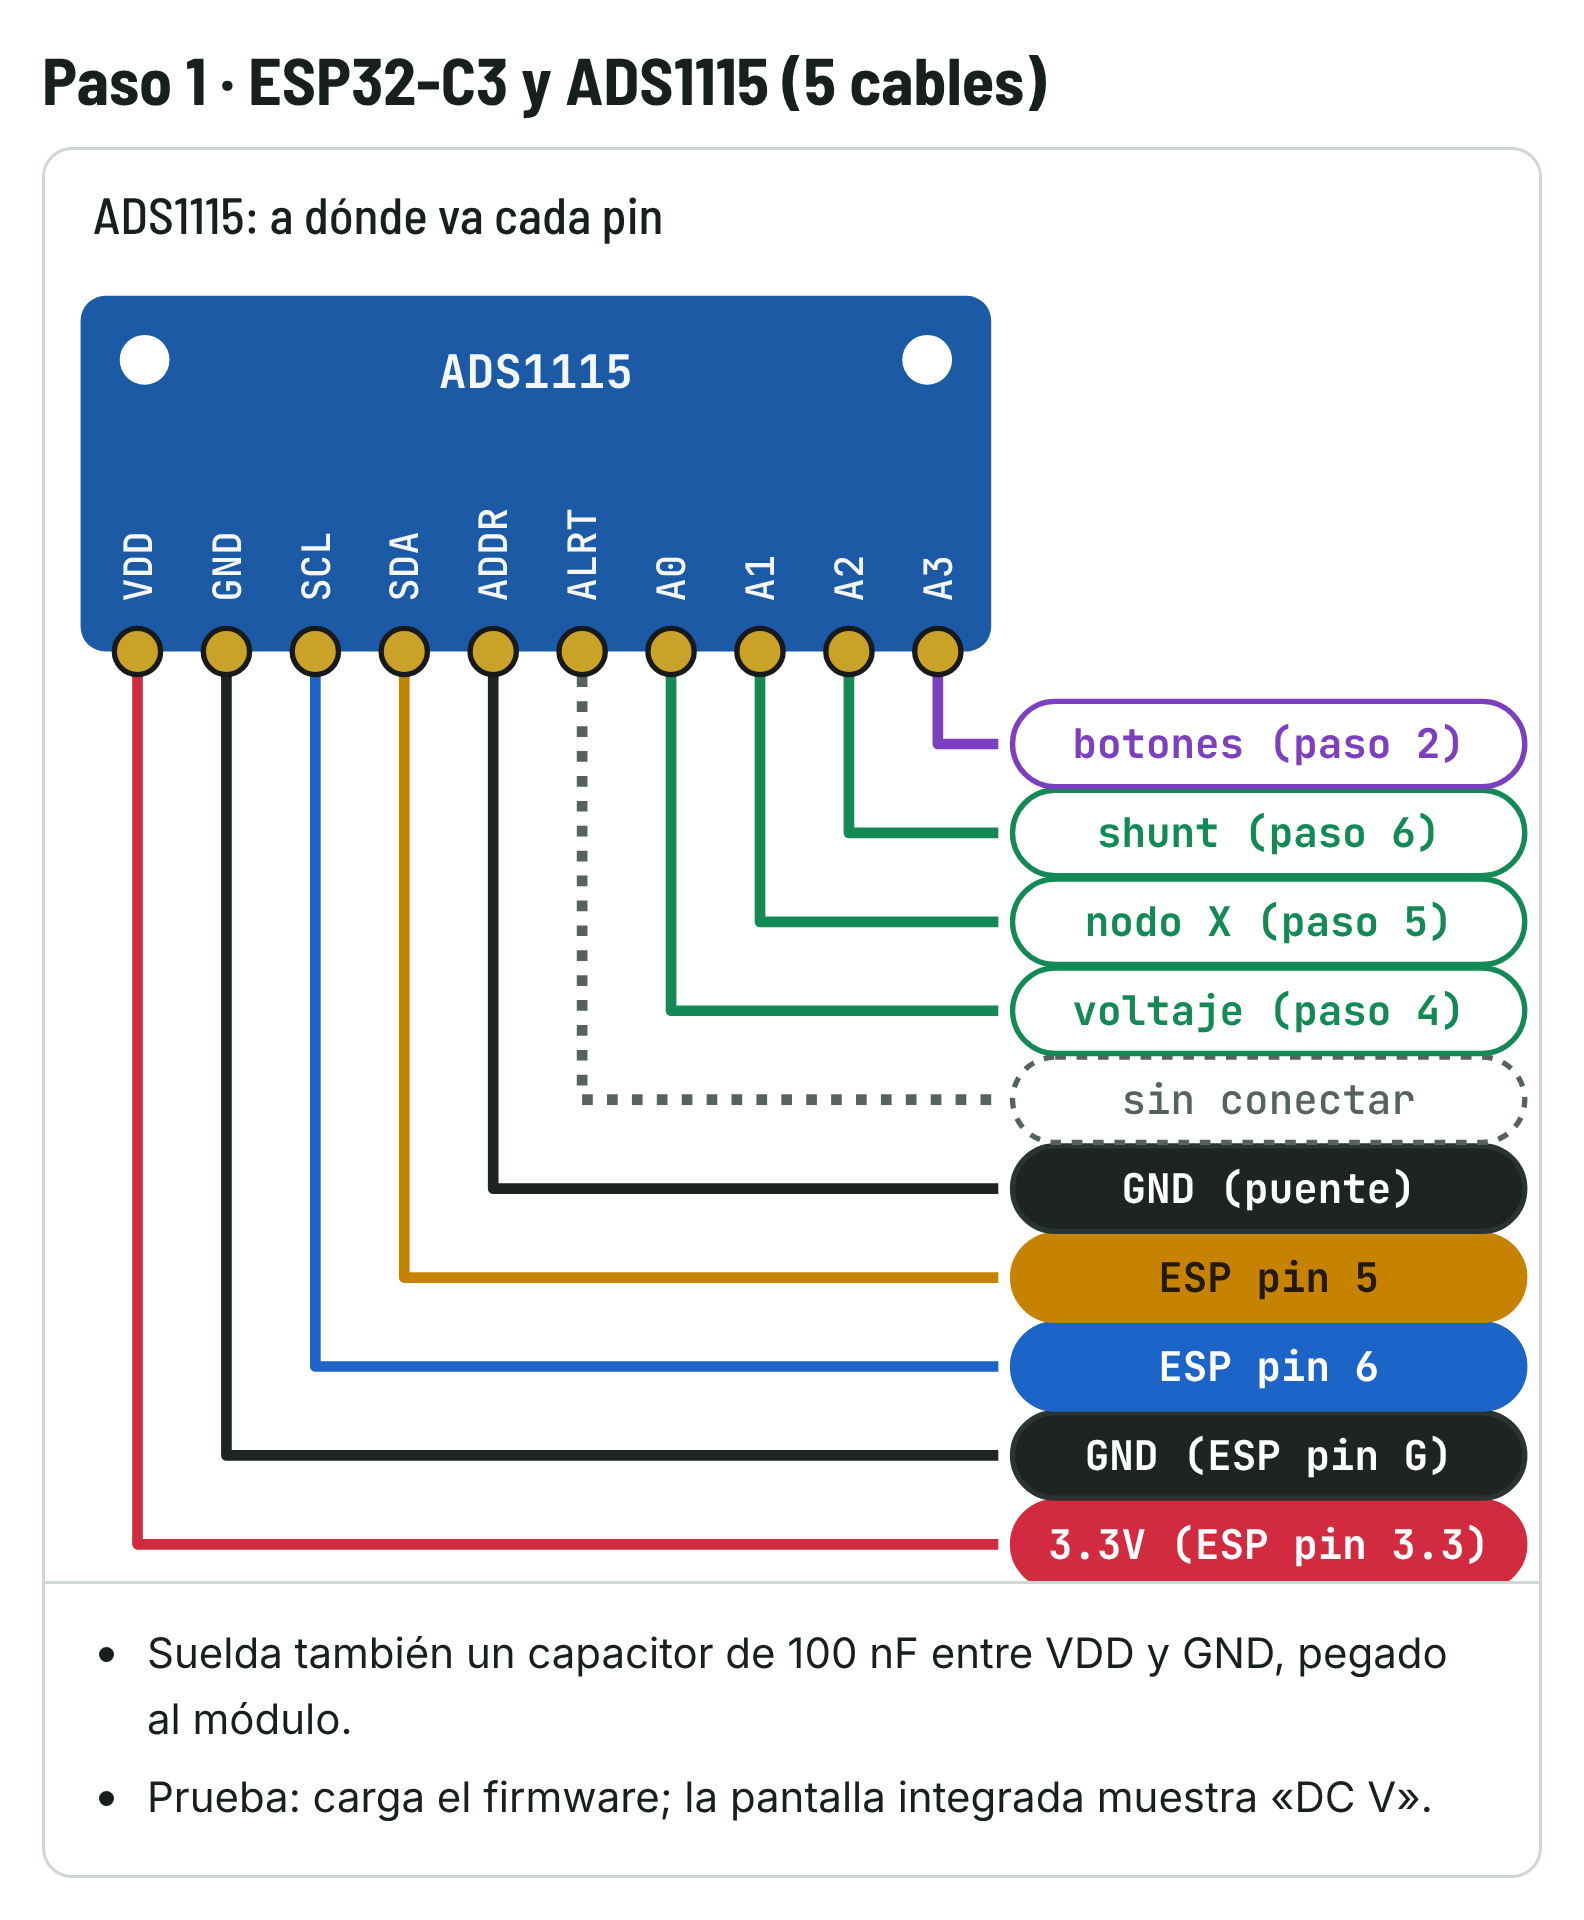 Paso 1 · ESP32-C3 y ADS1115 (5 cables)
ADS1115: a dónde va cada pin
ADS1115
VDD
GND
SCL
SDA
ADDR
ALRT
A0
A1
A2
A3
botones (paso 2)
shunt (paso 6)
nodo X (paso 5)
voltaje (paso 4)
sin conectar
GND (puente)
ESP pin 5
ESP pin 6
GND (ESP pin G)
3.3V (ESP pin 3.3)
• Suelda también un capacitor de 100 nF entre VDD y GND, pegado
al módulo.
• Prueba: carga el firmware; la pantalla integrada muestra «DC V».